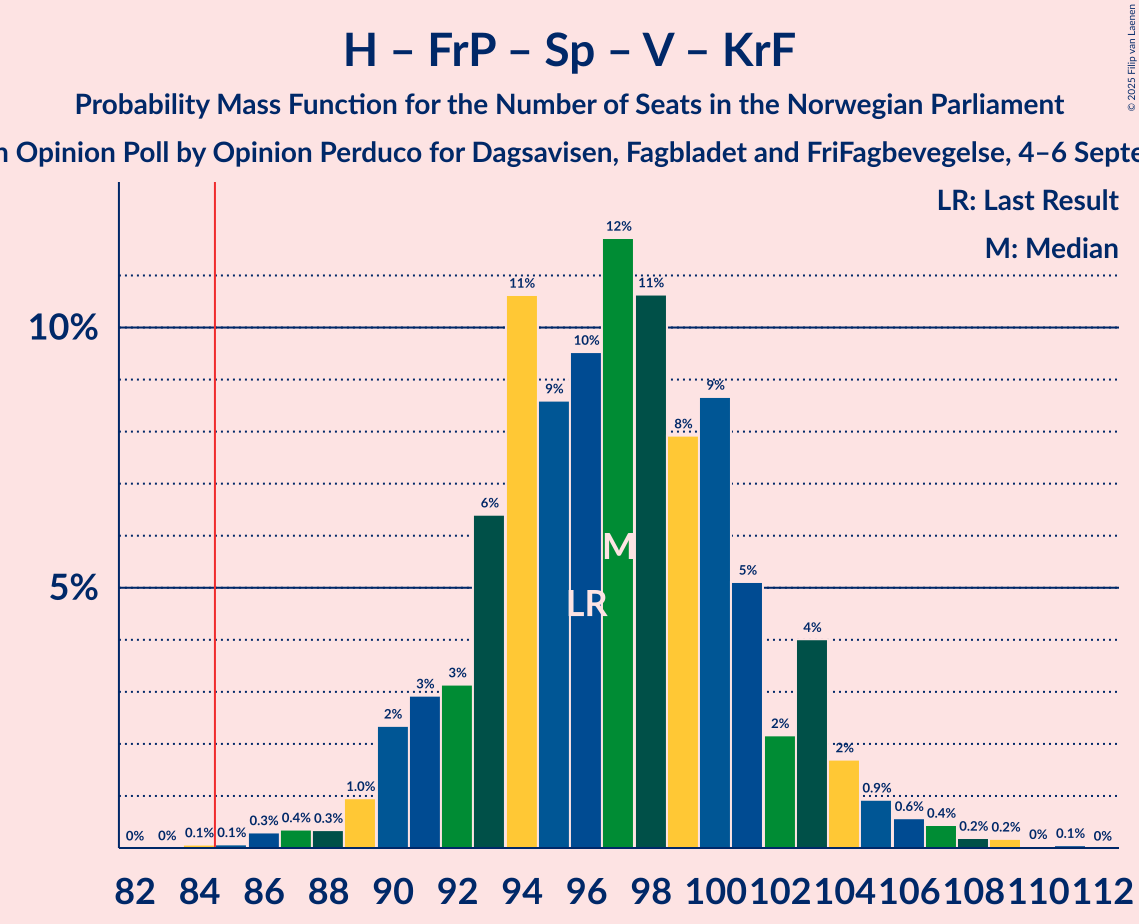 H – FrP – Sp – V – KrF
Probability Mass Function for the Number of Seats in the Norwegian Parliament
n Opinion Poll by Opinion Perduco for Dagsavisen, Fagbladet and FriFagbevegelse, 4–6 Septe
© 2025 Filip van Laenen
LR: Last Result
M: Median
10%
5%
0% 0% 0.1% 0.1% 0.3% 0.4% 0.3% 1.0% 2% 3% 3% 6% 11% 9% 10% 12% 11% 8% 9% 5% 2% 4% 2% 0.9% 0.6% 0.4% 0.2% 0.2% 0% 0.1% 0%
M
LR
82 84 86 88 90 92 94 96 98 100 102 104 106 108 110 112